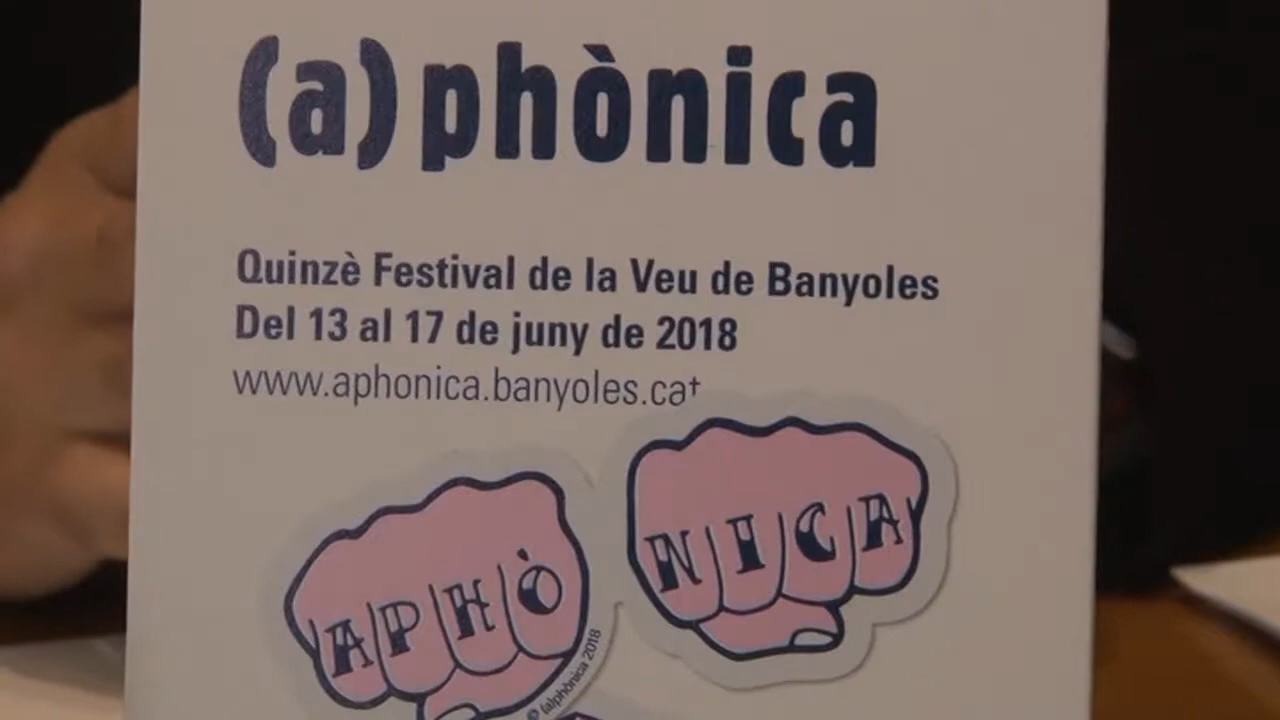 (a)phònica
Quinzè Festival de la Veu de Banyoles
Del 13 al 17 de juny de 2018
www.aphonica.banyoles.cat
APHÒ
NICA
© (a)phònica 2018